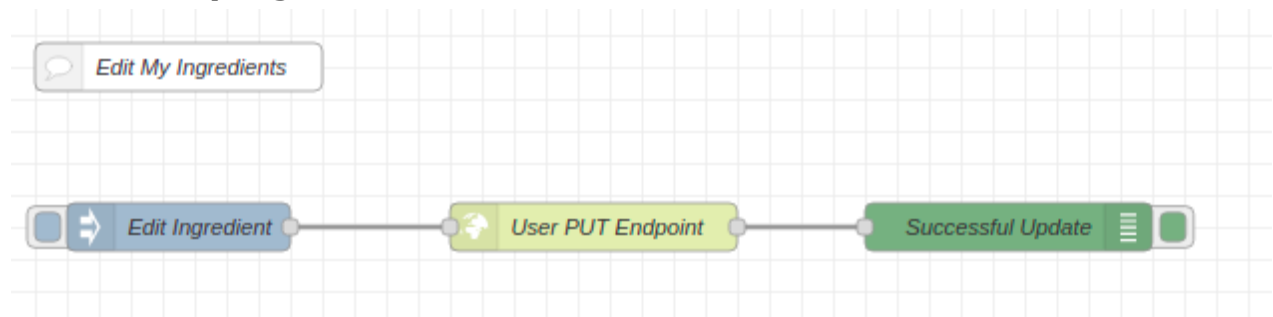 Edit My Ingredients
Edit Ingredient
User PUT Endpoint
Successful Update